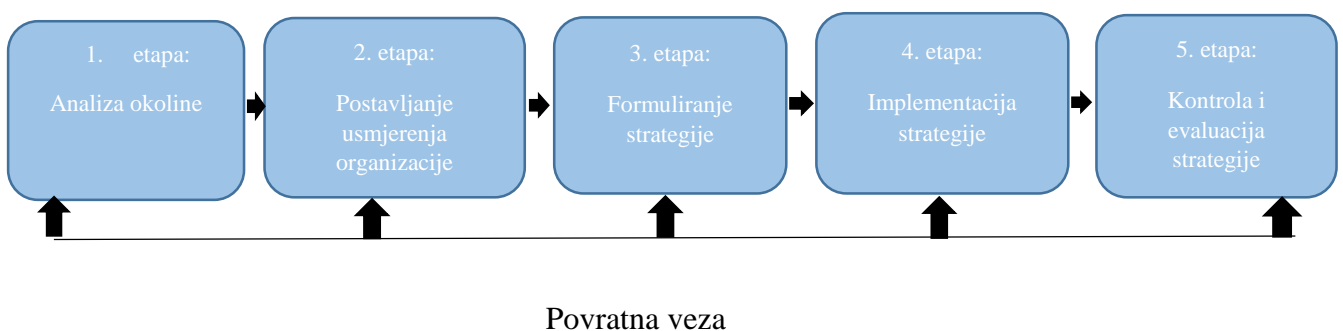 1. etapa:
Analiza okoline
2. etapa:
Postavljanje
usmjerenja
organizacije
3. etapa:
Formuliranje
strategije
4. etapa:
Implementacija
strategije
5. etapa:
Kontrola i
evaluacija
strategije
Povratna veza